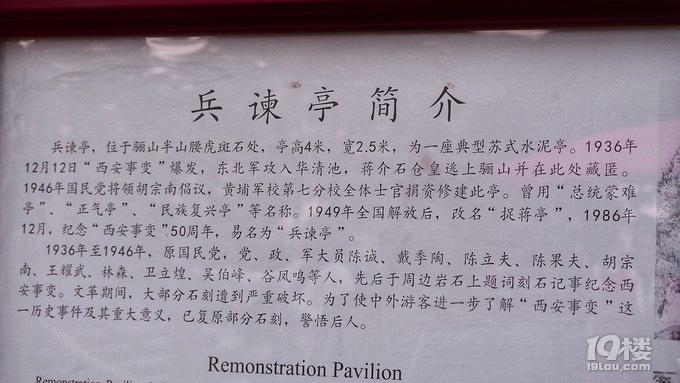 兵谏亭简介
兵谏亭，位于骊山半山腰虎斑石处，亭高4米，宽2.5米，为一座典型苏式水泥亭。1936年
12月12日“西安事变”爆发，东北军攻入华清池，蒋介石仓皇逃上骊山并在此处藏匿。
1946年国民党将领胡宗南倡议，黄埔军校第七分校全体士官捐资修建此亭。曾用“总统蒙难
亭”、“正气亭”、“民族复兴亭”等名称。1949年全国解放后，改名“捉蒋亭”，1986年
12月，纪念“西安事变”50周年，易名为“兵谏亭”。
1936年至1946年，原国民党，党、政、军大员陈诚、戴季陶、陈立夫、陈果夫、胡宗
南、王耀武、林森、卫立煌、吴伯峰、谷凤鸣等人，先后于周边岩石上题词刻石记事纪念西
安事变。文革期间，大部分石刻遭到严重破坏。为了使中外游客进一步了解“西安事变”这
一历史事件及其重大意义，已复原部分石刻，警悟后人。
Remonstration Pavilion
19楼
19lou.com